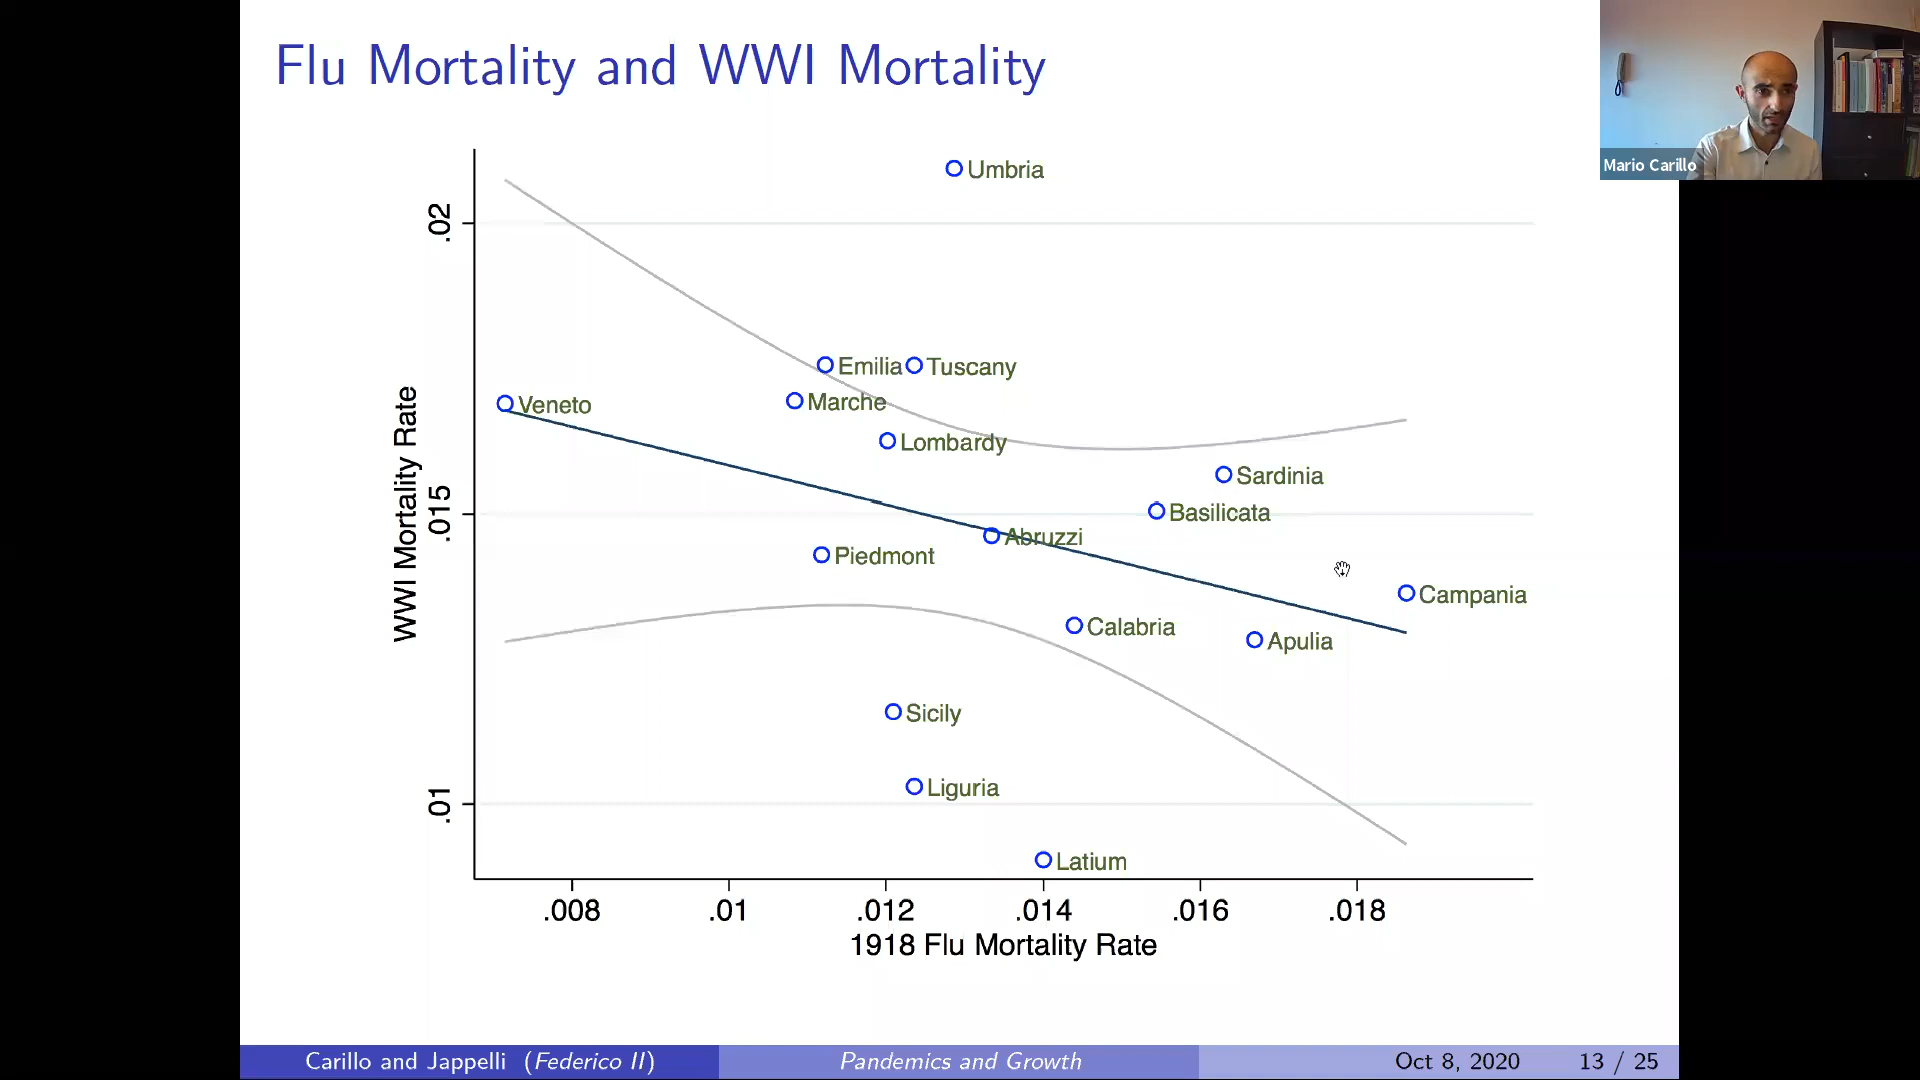 Flu Mortality and WWI Mortality
Mario Carillo
Umbria
.02
Emilia
Tuscany
Veneto
Marche
Lombardy
Sardinia
WWI Mortality Rate
.015
Basilicata
Abruzzi
Piedmont
Campania
Calabria
Apulia
Sicily
Liguria
.01
Latium
.008 .01 .012 .014 .016 .018
1918 Flu Mortality Rate
Carillo and Jappelli (Federico II) Pandemics and Growth Oct 8, 2020 13 / 25